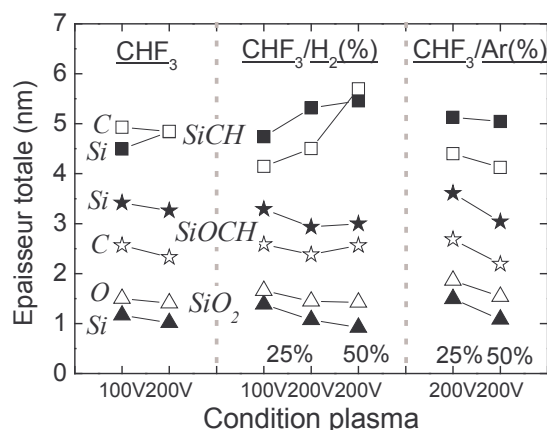 7
6
5
4
3
2
1
0
Epaisseur totale (nm)
CHF3
CHF3/H2(%)
CHF3/Ar(%)
C
Si
SiCH
Si
C
SiOCH
O
Si
SiO2
25%
50%
25%
50%
100V
200V
100V
200V
200V
200V
200V
Condition plasma